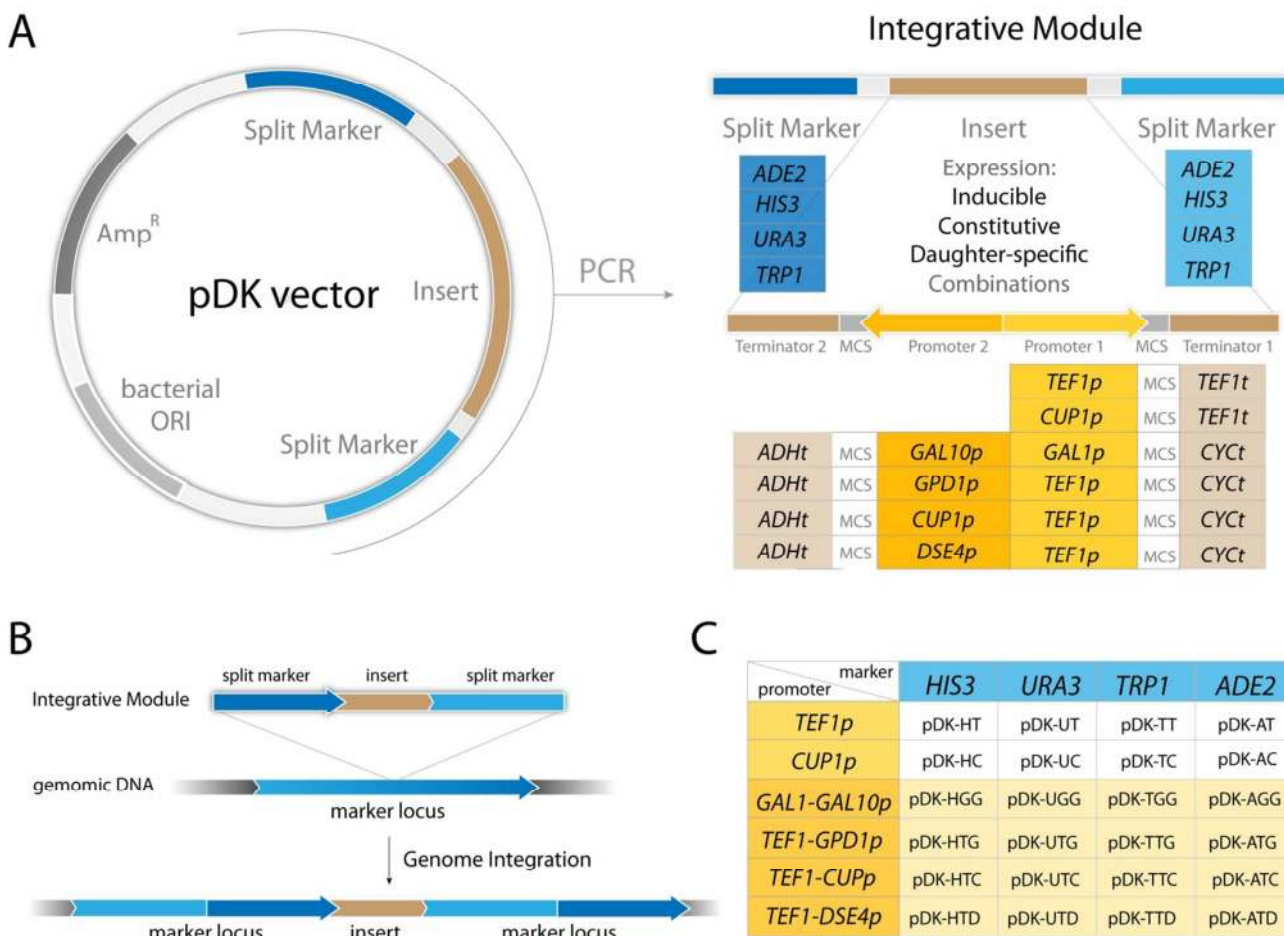 A
Split Marker
Amp^R
pDK vector
Insert
bacterial
ORI
Split Marker
PCR
Integrative Module
Split Marker Insert Split Marker
ADE2
HIS3
URA3
TRP1
Expression:
Inducible
Constitutive
Daughter-specific
Combinations
ADE2
HIS3
URA3
TRP1
Terminator 2 MCS Promoter 2 Promoter 1 MCS Terminator 1
TEF1p MCS TEF1t
CUP1p MCS TEF1t
ADHt MCS GAL10p GAL1p MCS CYCt
ADHt MCS GPD1p TEF1p MCS CYCt
ADHt MCS CUP1p TEF1p MCS CYCt
ADHt MCS DSE4p TEF1p MCS CYCt
B
split marker insert split marker
Integrative Module
gemomic DNA
marker locus
Genome Integration
marker locus insert marker locus
C
marker
promoter
HIS3 URA3 TRP1 ADE2
TEF1p pDK-HT pDK-UT pDK-TT pDK-AT
CUP1p pDK-HC pDK-UC pDK-TC pDK-AC
GAL1-GAL10p pDK-HGG pDK-UGG pDK-TGG pDK-AGG
TEF1-GPD1p pDK-HTG pDK-UTG pDK-TTG pDK-ATG
TEF1-CUPp pDK-HTC pDK-UTC pDK-TTC pDK-ATC
TEF1-DSE4p pDK-HTD pDK-UTD pDK-TTD pDK-ATD